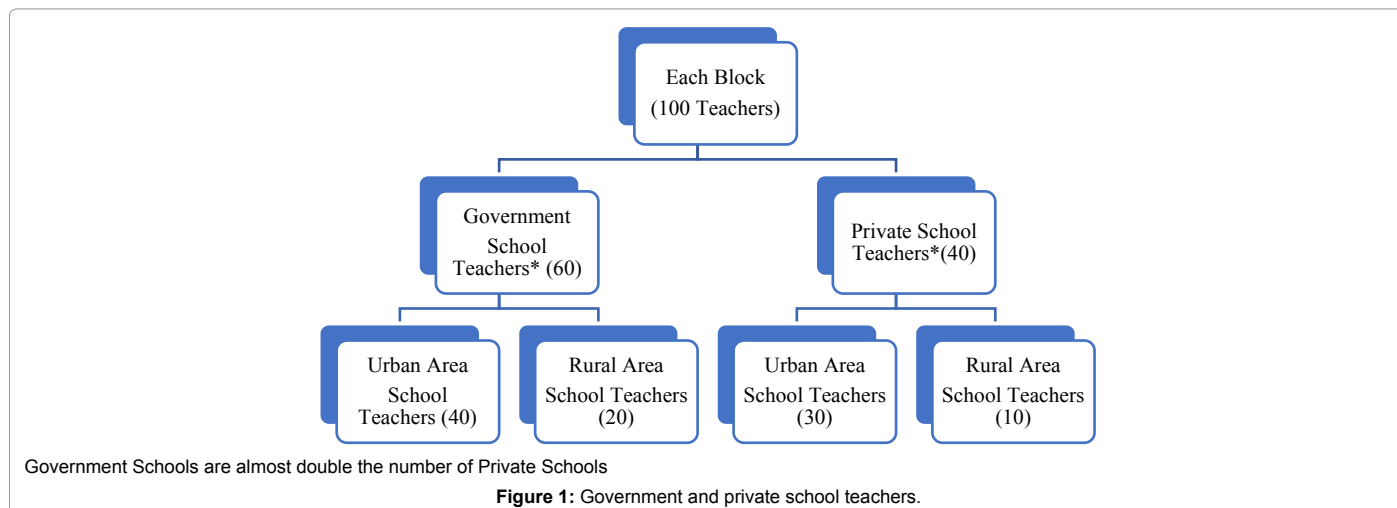 Each Block
(100 Teachers)
Government
School
Teachers* (60)
Private School
Teachers*(40)
Urban Area
School
Teachers (40)
Rural Area
School Teachers
(20)
Urban Area
School Teachers
(30)
Rural Area
School Teachers
(10)
Government Schools are almost double the number of Private Schools
Figure 1: Government and private school teachers.